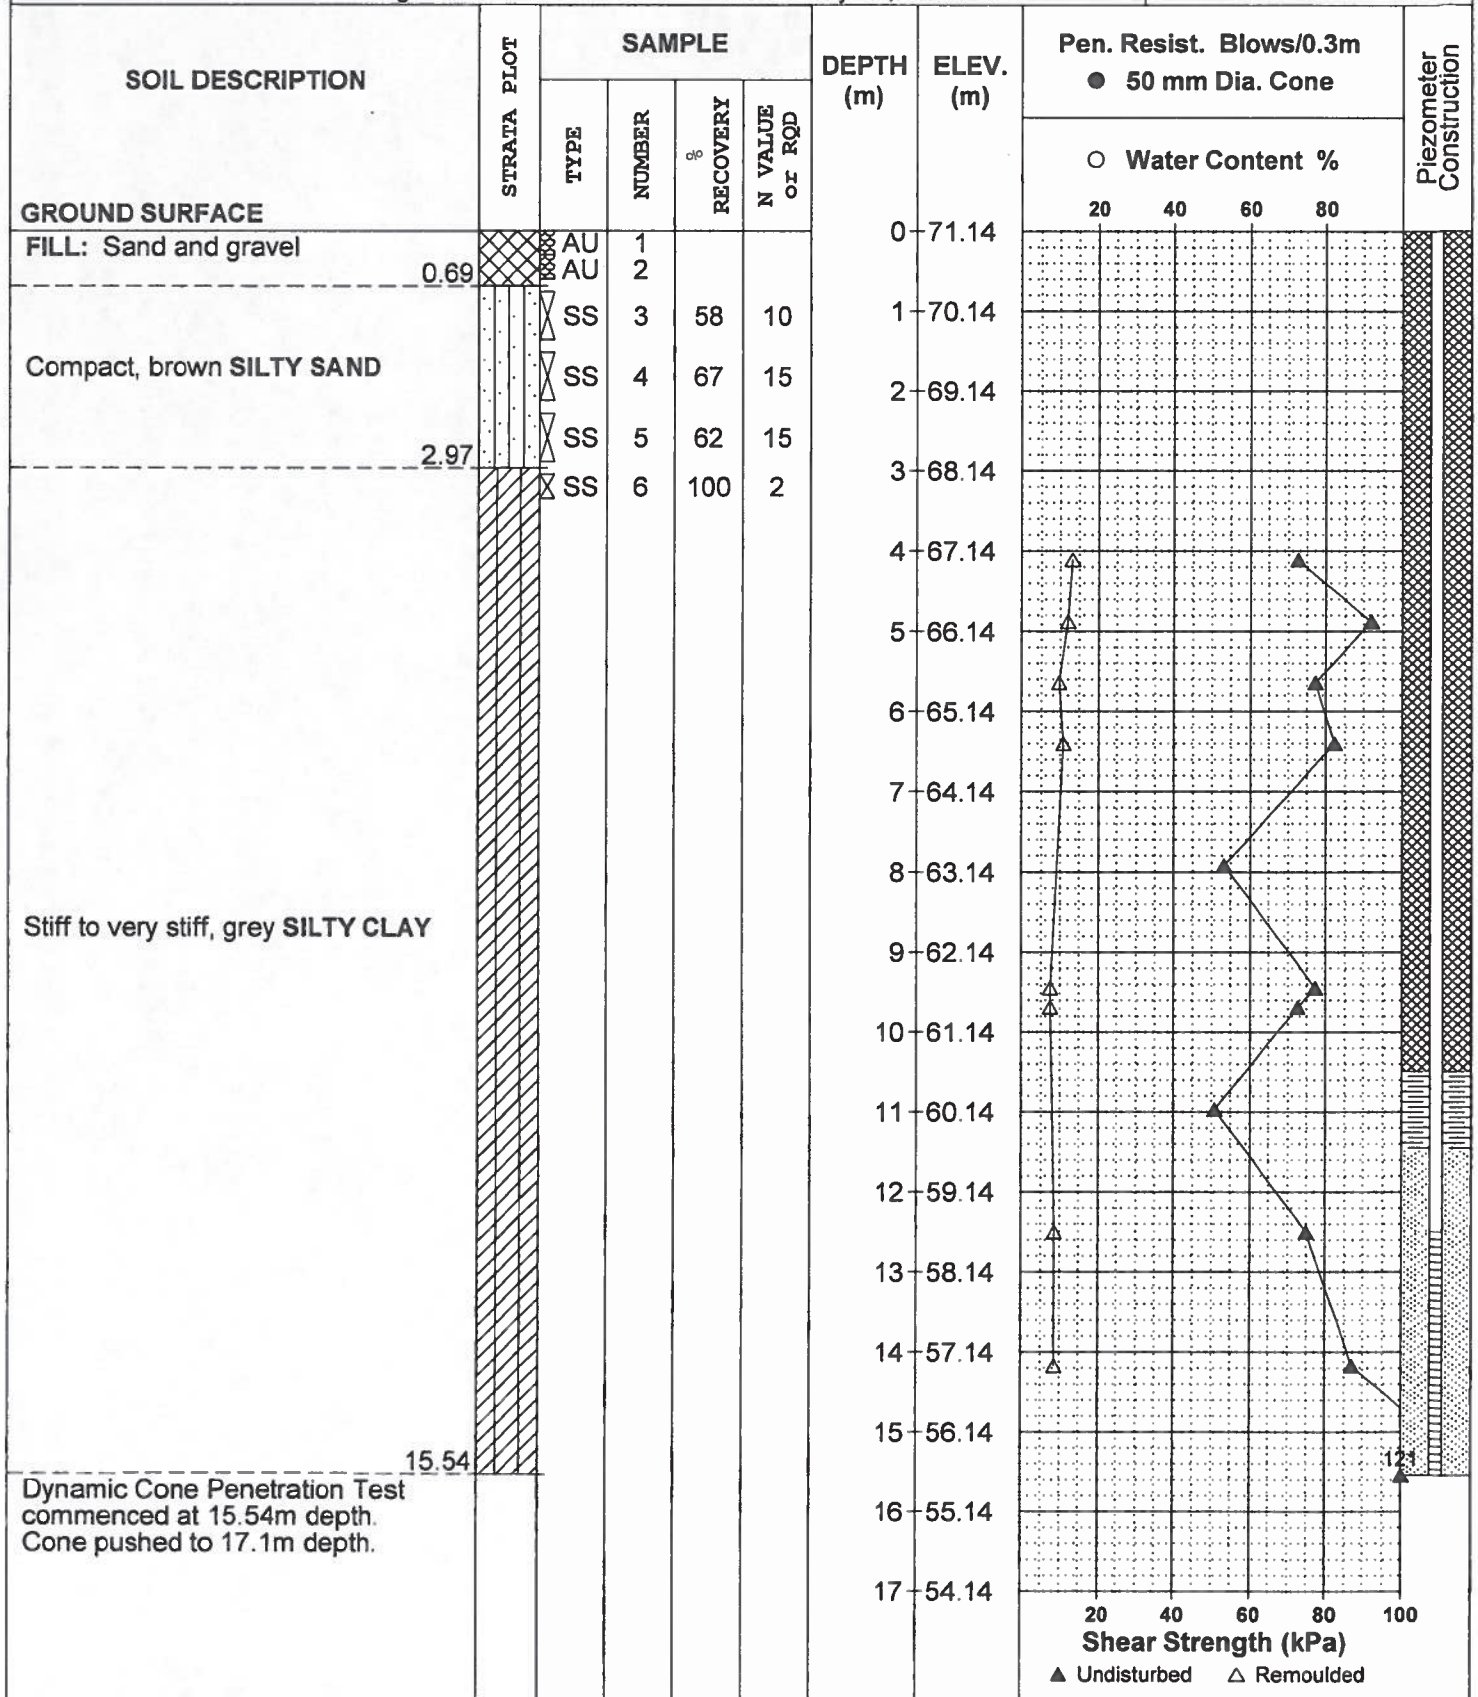 SOIL DESCRIPTION
STRATA PLOT
SAMPLE
TYPE
NUMBER
% RECOVERY
N VALUE or RQD
DEPTH (m)
ELEV. (m)
Pen. Resist. Blows/0.3m
● 50 mm Dia. Cone
○ Water Content %
Piezometer Construction
20 40 60 80
GROUND SURFACE
0 71.14
FILL: Sand and gravel
0.69
AU 1
AU 2
SS 3 58 10
1 70.14
Compact, brown SILTY SAND
SS 4 67 15
2 69.14
SS 5 62 15
2.97
3 68.14
SS 6 100 2
4 67.14
5 66.14
6 65.14
7 64.14
8 63.14
Stiff to very stiff, grey SILTY CLAY
9 62.14
10 61.14
11 60.14
12 59.14
13 58.14
14 57.14
15 56.14
15.54
121
Dynamic Cone Penetration Test
commenced at 15.54m depth.
Cone pushed to 17.1m depth.
16 55.14
17 54.14
20 40 60 80 100
Shear Strength (kPa)
▲ Undisturbed △ Remoulded